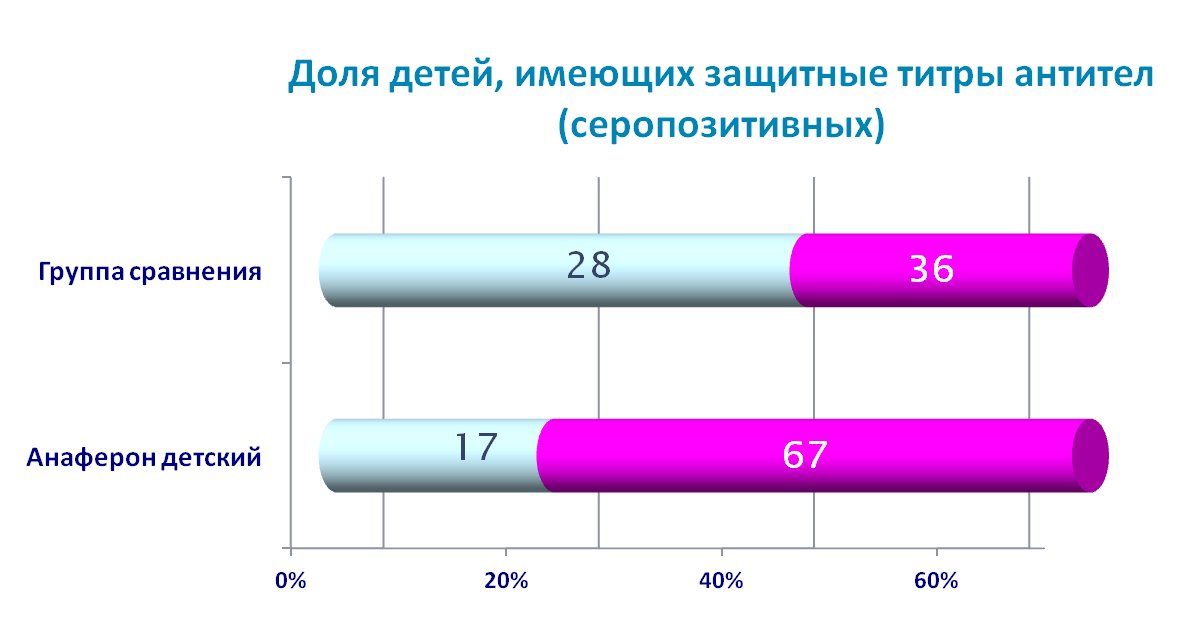 Доля детей, имеющих защитные титры антител
(серопозитивных)
Группа сравнения
28
36
Анаферон детский
17
67
0%
20%
40%
60%